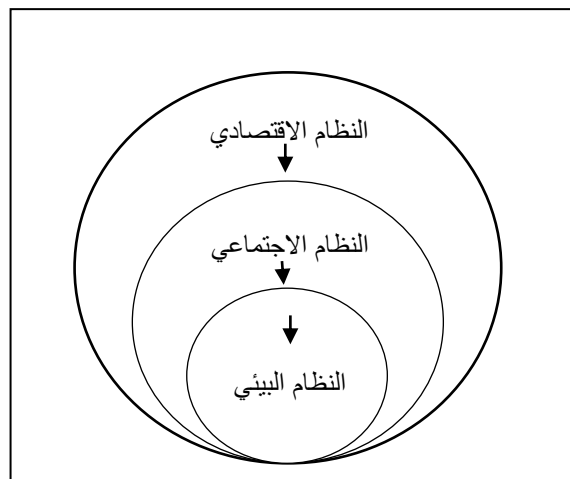 النظام الاقتصادي
النظام الاجتماعي
النظام البيئي